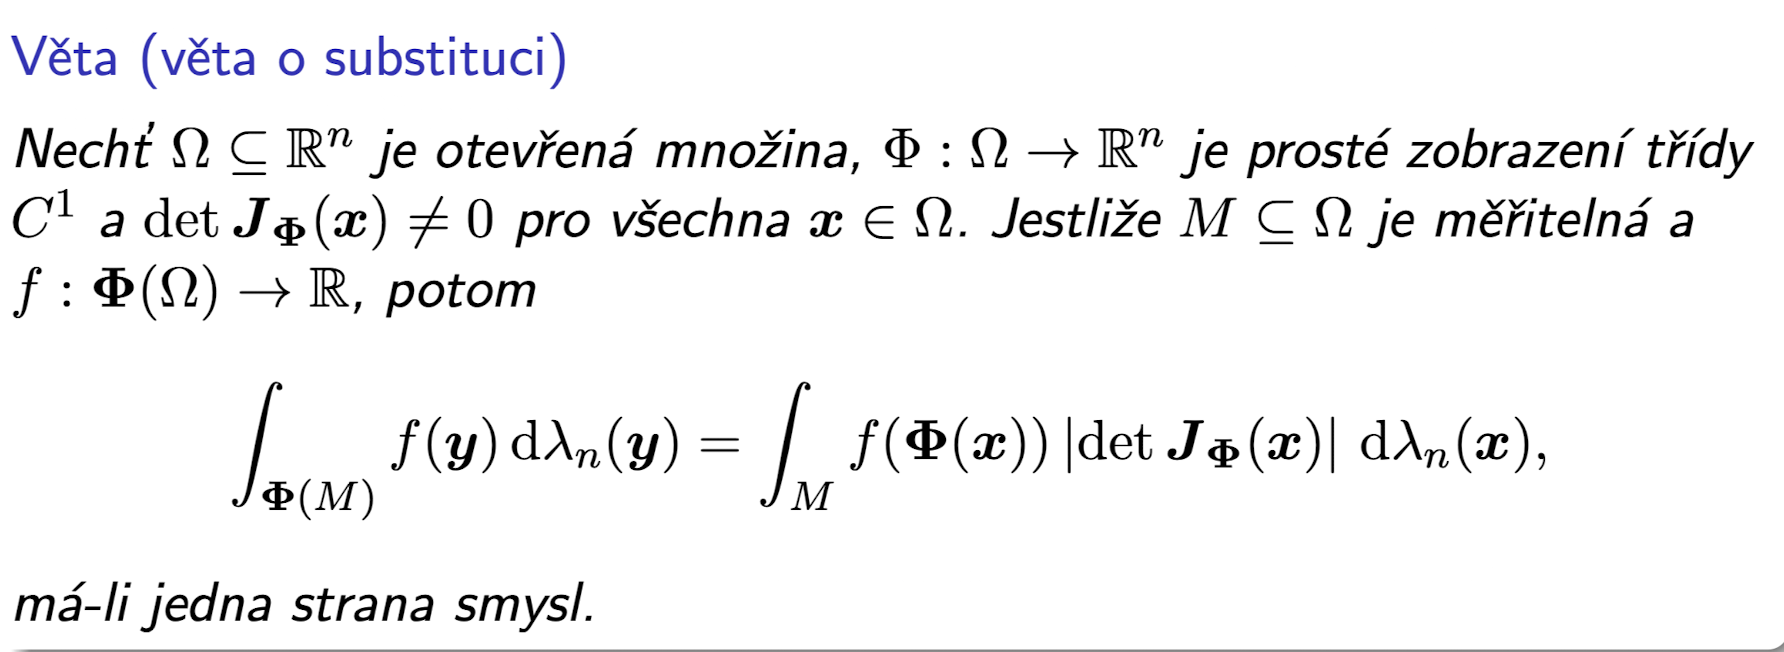 Věta (věta o substituci)
Nechť Ω ⊆ ℝⁿ je otevřená množina, Φ : Ω → ℝⁿ je prosté zobrazení třídy
C¹ a det J_Φ(x) ≠ 0 pro všechna x ∈ Ω. Jestliže M ⊆ Ω je měřitelná a
f : Φ(Ω) → ℝ, potom
∫_{Φ(M)} f(y) dλₙ(y) = ∫_M f(Φ(x)) |det J_Φ(x)| dλₙ(x),
má-li jedna strana smysl.